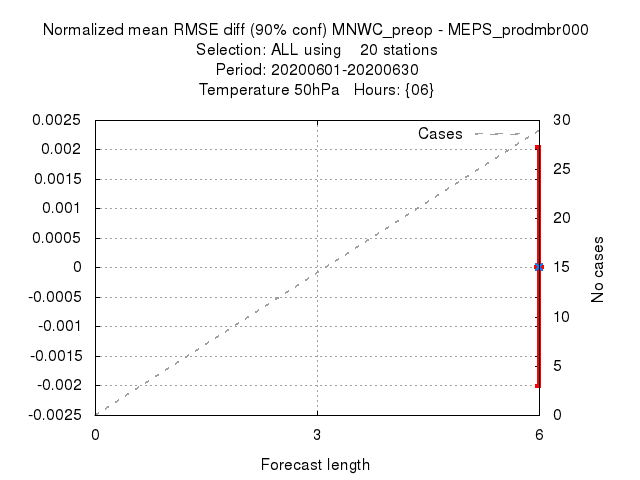 Normalized mean RMSE diff (90% conf) MNWC_preop - MEPS_prodmbr000
Selection: ALL using    20 stations
Period: 20200601-20200630
Temperature 50hPa   Hours: {06}
Cases
0.0025
0.002
0.0015
0.001
0.0005
0
-0.0005
-0.001
-0.0015
-0.002
-0.0025
30
25
20
15
10
5
0
No cases
0 3 6
Forecast length